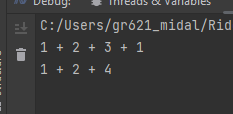 Debug:
Threads & Variables
C:/Users/gr621_midal/Rid
1 + 2 + 3 + 1
1 + 2 + 4